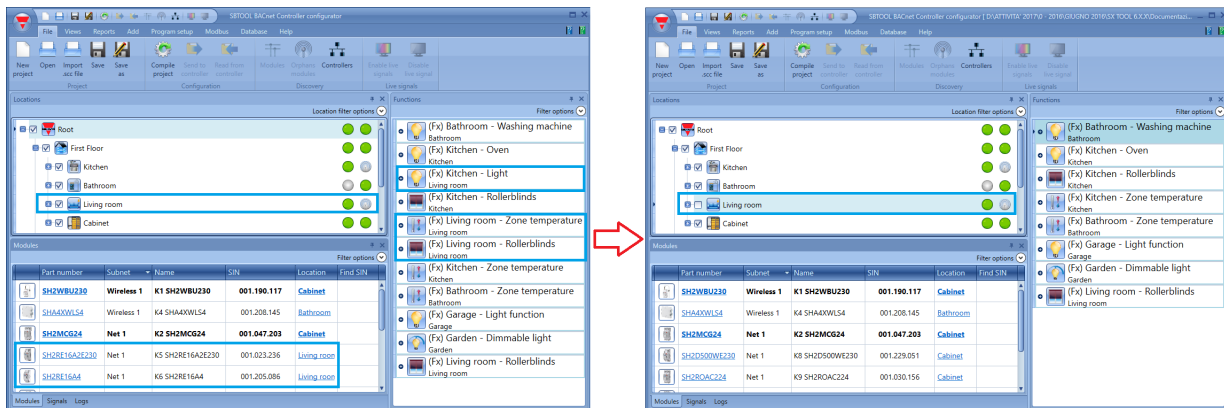 SBTOOL BACnet Controller configurator
File Views Reports Add Program setup Modbus Database Help
New project Open Import .scc file Save Save as Compile project Send to controller Read from controller Modules Orphans modules Controllers Enable live signals Disable live signal
Project Configuration Discovery Live signals
Locations
Location filter options
Root
First Floor
Kitchen
Bathroom
Living room
Cabinet
Modules
Filter options
Part number Subnet Name SIN Location Find SIN
SH2WBU230 Wireless 1 K1 SH2WBU230 001.190.117 Cabinet
SHA4XWLS4 Wireless 1 K4 SHA4XWLS4 001.208.145 Bathroom
SH2MCG24 Net 1 K2 SH2MCG24 001.047.203 Cabinet
SH2RE16A2E230 Net 1 K5 SH2RE16A2E230 001.023.236 Living room
SH2RE16A4 Net 1 K6 SH2RE16A4 001.205.086 Living room
Modules Signals Logs
Functions
Filter options
(Fx) Bathroom - Washing machine
Bathroom
(Fx) Kitchen - Oven
Kitchen
(Fx) Kitchen - Light
Living room
(Fx) Kitchen - Rollerblinds
Kitchen
(Fx) Living room - Zone temperature
Living room
(Fx) Living room - Rollerblinds
Living room
(Fx) Kitchen - Zone temperature
Kitchen
(Fx) Bathroom - Zone temperature
Bathroom
(Fx) Garage - Light function
Garage
(Fx) Garden - Dimmable light
Garden
(Fx) Living room - Rollerblinds
Living room
SBTOOL BACnet Controller configurator [ D:\ATTIVITA' 2017\0 - 2016\GIUGNO 2016\SX TOOL 6.X.X\Documentazi...
File Views Reports Add Program setup Modbus Database Help
New project Open Import .scc file Save Save as Compile project Send to controller Read from controller Modules Orphans modules Controllers Enable live signals Disable live signal
Project Configuration Discovery Live signals
Locations
Location filter options
Root
First Floor
Kitchen
Bathroom
Living room
Cabinet
Modules
Filter options
Part number Subnet Name SIN Location Find SIN
SH2WBU230 Wireless 1 K1 SH2WBU230 001.190.117 Cabinet
SHA4XWLS4 Wireless 1 K4 SHA4XWLS4 001.208.145 Bathroom
SH2MCG24 Net 1 K2 SH2MCG24 001.047.203 Cabinet
SH2D500WE230 Net 1 K8 SH2D500WE230 001.229.051 Cabinet
SH2ROAC224 Net 1 K9 SH2ROAC224 001.030.156 Cabinet
Modules Signals Logs
Functions
Filter options
(Fx) Bathroom - Washing machine
Bathroom
(Fx) Kitchen - Oven
Kitchen
(Fx) Kitchen - Rollerblinds
Kitchen
(Fx) Kitchen - Zone temperature
Kitchen
(Fx) Bathroom - Zone temperature
Bathroom
(Fx) Garage - Light function
Garage
(Fx) Garden - Dimmable light
Garden
(Fx) Living room - Rollerblinds
Living room